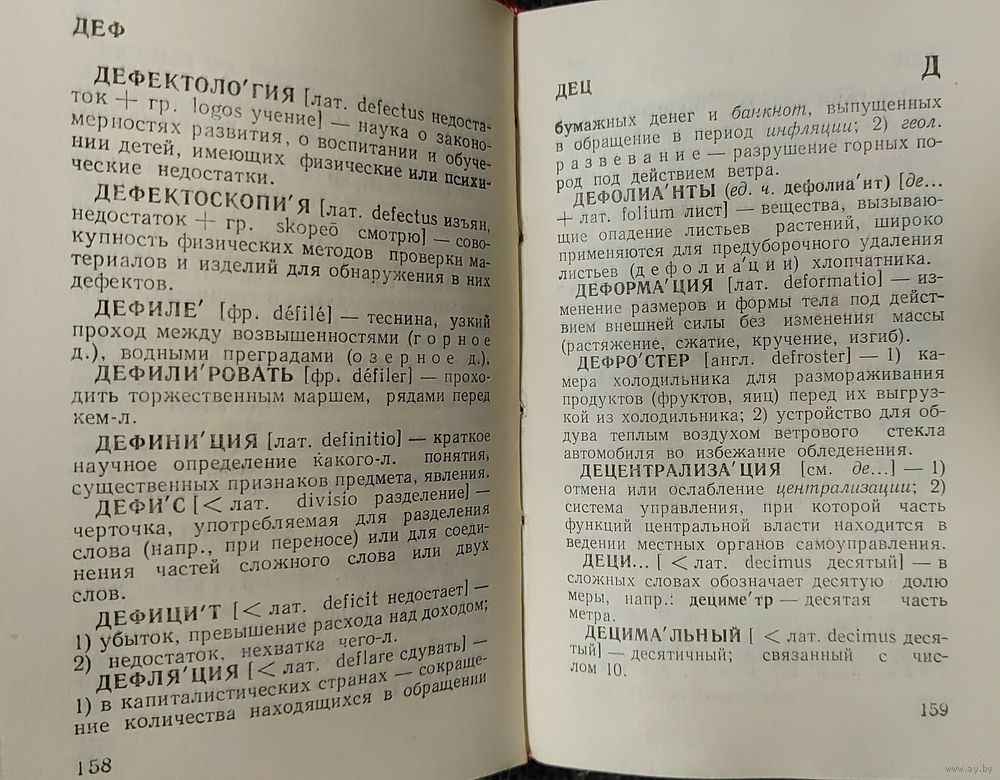 ДЕФ
ДЕФЕКТОЛО'ГИЯ [лат. defectus недоста-
ток + гр. logos учение] — наука о законо-
мерностях развития, о воспитании и обуче-
нии детей, имеющих физические или психи-
ческие недостатки.
ДЕФЕКТОСКОПИ'Я [лат. defectus изъян,
недостаток + гр. skopeō смотрю] — сово-
купность физических методов проверки ма-
териалов и изделий для обнаружения в них
дефектов.
ДЕФИЛЕ' [фр. défilé] — теснина, узкий
проход между возвышенностями (горное
д.), водными преградами (озерное д.).
ДЕФИЛИ'РОВАТЬ [фр. défiler] — прохо-
дить торжественным маршем, рядами перед
кем-л.
ДЕФИНИ'ЦИЯ [лат. definitio] — краткое
научное определение какого-л. понятия,
существенных признаков предмета, явления.
ДЕФИ'С [< лат. divisio разделение] —
черточка, употребляемая для разделения
слова (напр., при переносе) или для соеди-
нения частей сложного слова или двух
слов.
ДЕФИЦИ'Т [< лат. deficit недостает] —
1) убыток, превышение расхода над доходом;
2) недостаток, нехватка чего-л.
ДЕФЛЯ'ЦИЯ [< лат. deflare сдувать] —
1) в капиталистических странах — сокраще-
ние количества находящихся в обращении
158
ДЕЦ
Д
бумажных денег и банкнот, выпущенных
в обращение в период инфляции; 2) геол.
развевание — разрушение горных по-
род под действием ветра.
ДЕФОЛИА'НТЫ (ед. ч. дефолиа'нт) [де...
+ лат. folium лист] — вещества, вызываю-
щие опадение листьев растений, широко
применяются для предуборочного удаления
листьев (дефолиа'ции) хлопчатника.
ДЕФОРМА'ЦИЯ [лат. deformatio] — из-
менение размеров и формы тела под дейст-
вием внешней силы без изменения массы
(растяжение, сжатие, кручение, изгиб).
ДЕФРО'СТЕР [англ. defroster] — 1) ка-
мера холодильника для размораживания
продуктов (фруктов, яиц) перед их выгруз-
кой из холодильника; 2) устройство для об-
дува теплым воздухом ветрового стекла
автомобиля во избежание обледенения.
ДЕЦЕНТРАЛИЗА'ЦИЯ [см. де...] — 1)
отмена или ослабление централизации; 2)
система управления, при которой часть
функций центральной власти находится в
ведении местных органов самоуправления.
ДЕЦИ... [ < лат. decimus десятый] — в
сложных словах обозначает десятую долю
меры, напр.: дециме'тр — десятая часть
метра.
ДЕЦИМА'ЛЬНЫЙ [ < лат. decimus деся-
тый] — десятичный; связанный с чис-
лом 10.
159
www.ay.by